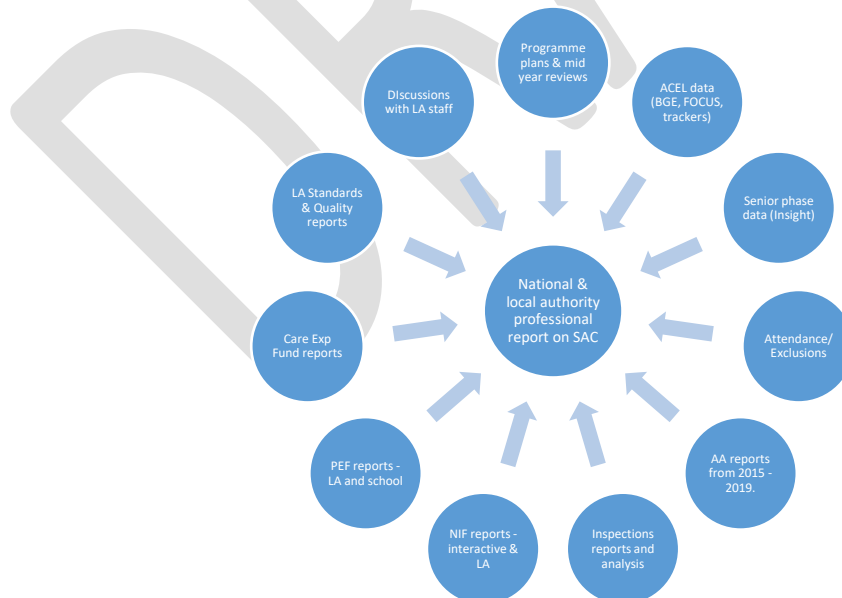 Programme
plans & mid
year reviews
ACEL data
(BGE, FOCUS,
trackers)
Senior phase
data (Insight)
Attendance/
Exclusions
AA reports
from 2015 -
2019.
Inspections
reports and
analysis
NIF reports -
interactive &
LA
PEF reports -
LA and school
Care Exp
Fund reports
LA Standards
& Quality
reports
DIscussions
with LA staff
National &
local authority
professional
report on SAC